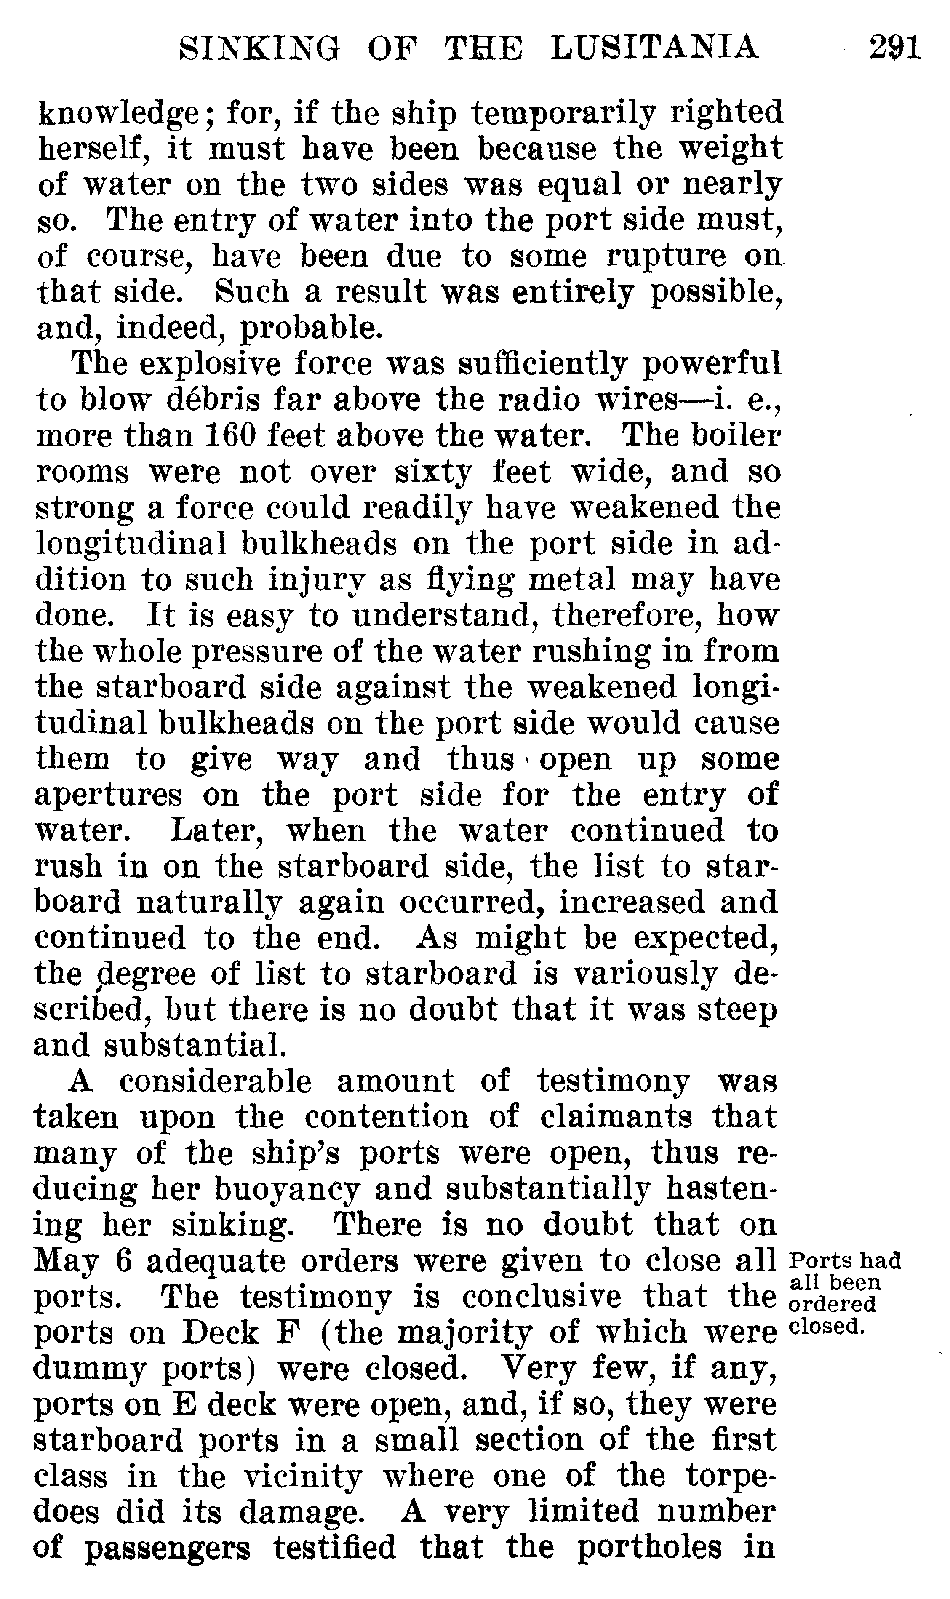 SINKING OF THE LUSITANIA 291
knowledge; for, if the ship temporarily righted
herself, it must have been because the weight
of water on the two sides was equal or nearly
so. The entry of water into the port side must,
of course, have been due to some rupture on
that side. Such a result was entirely possible,
and, indeed, probable.
The explosive force was sufficiently powerful
to blow débris far above the radio wires—i. e.,
more than 160 feet above the water. The boiler
rooms were not over sixty feet wide, and so
strong a force could readily have weakened the
longitudinal bulkheads on the port side in ad-
dition to such injury as flying metal may have
done. It is easy to understand, therefore, how
the whole pressure of the water rushing in from
the starboard side against the weakened longi-
tudinal bulkheads on the port side would cause
them to give way and thus open up some
apertures on the port side for the entry of
water. Later, when the water continued to
rush in on the starboard side, the list to star-
board naturally again occurred, increased and
continued to the end. As might be expected,
the degree of list to starboard is variously de-
scribed, but there is no doubt that it was steep
and substantial.
A considerable amount of testimony was
taken upon the contention of claimants that
many of the ship's ports were open, thus re-
ducing her buoyancy and substantially hasten-
ing her sinking. There is no doubt that on
May 6 adequate orders were given to close all
ports. The testimony is conclusive that the
ports on Deck F (the majority of which were
dummy ports) were closed. Very few, if any,
ports on E deck were open, and, if so, they were
starboard ports in a small section of the first
class in the vicinity where one of the torpe-
does did its damage. A very limited number
of passengers testified that the portholes in
Ports had
all been
ordered
closed.